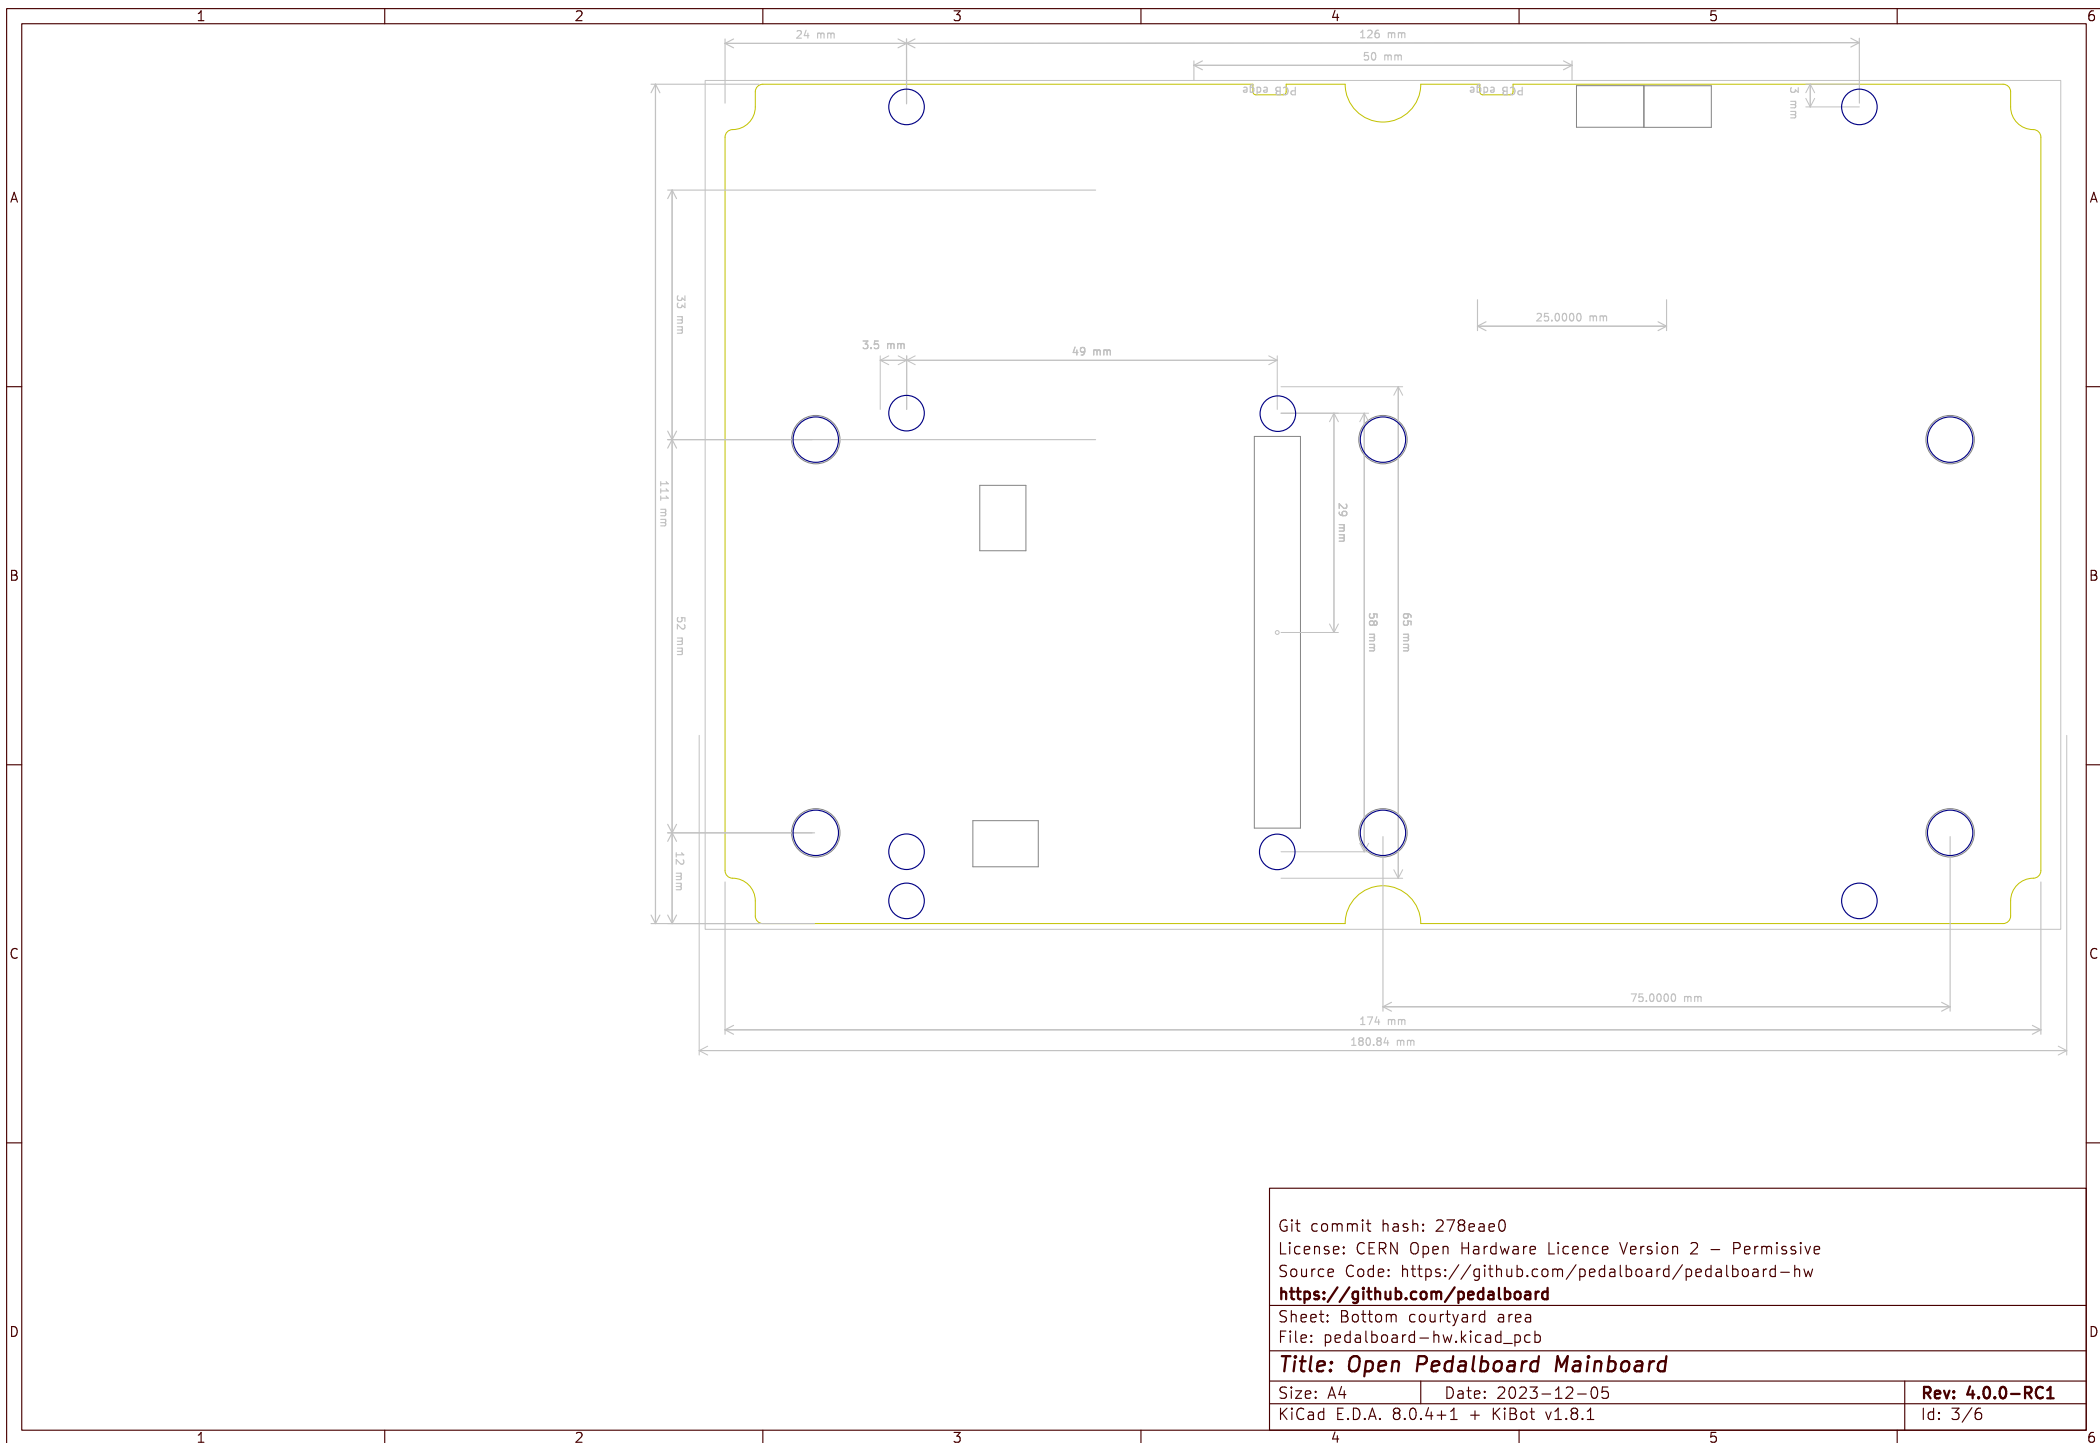 1 2 3 4 5 6
24 mm
126 mm
50 mm
PCB edge
PCB edge
3 mm
A
A
33 mm
25.0000 mm
3.5 mm
49 mm
111 mm
29 mm
B
B
52 mm
58 mm
65 mm
12 mm
C
C
75.0000 mm
174 mm
180.84 mm
Git commit hash: 278eae0
License: CERN Open Hardware Licence Version 2 - Permissive
Source Code: https://github.com/pedalboard/pedalboard-hw
https://github.com/pedalboard
Sheet: Bottom courtyard area
File: pedalboard-hw.kicad_pcb
D
D
Title: Open Pedalboard Mainboard
Size: A4
Date: 2023-12-05
Rev: 4.0.0-RC1
KiCad E.D.A. 8.0.4+1 + KiBot v1.8.1
Id: 3/6
1 2 3 4 5 6